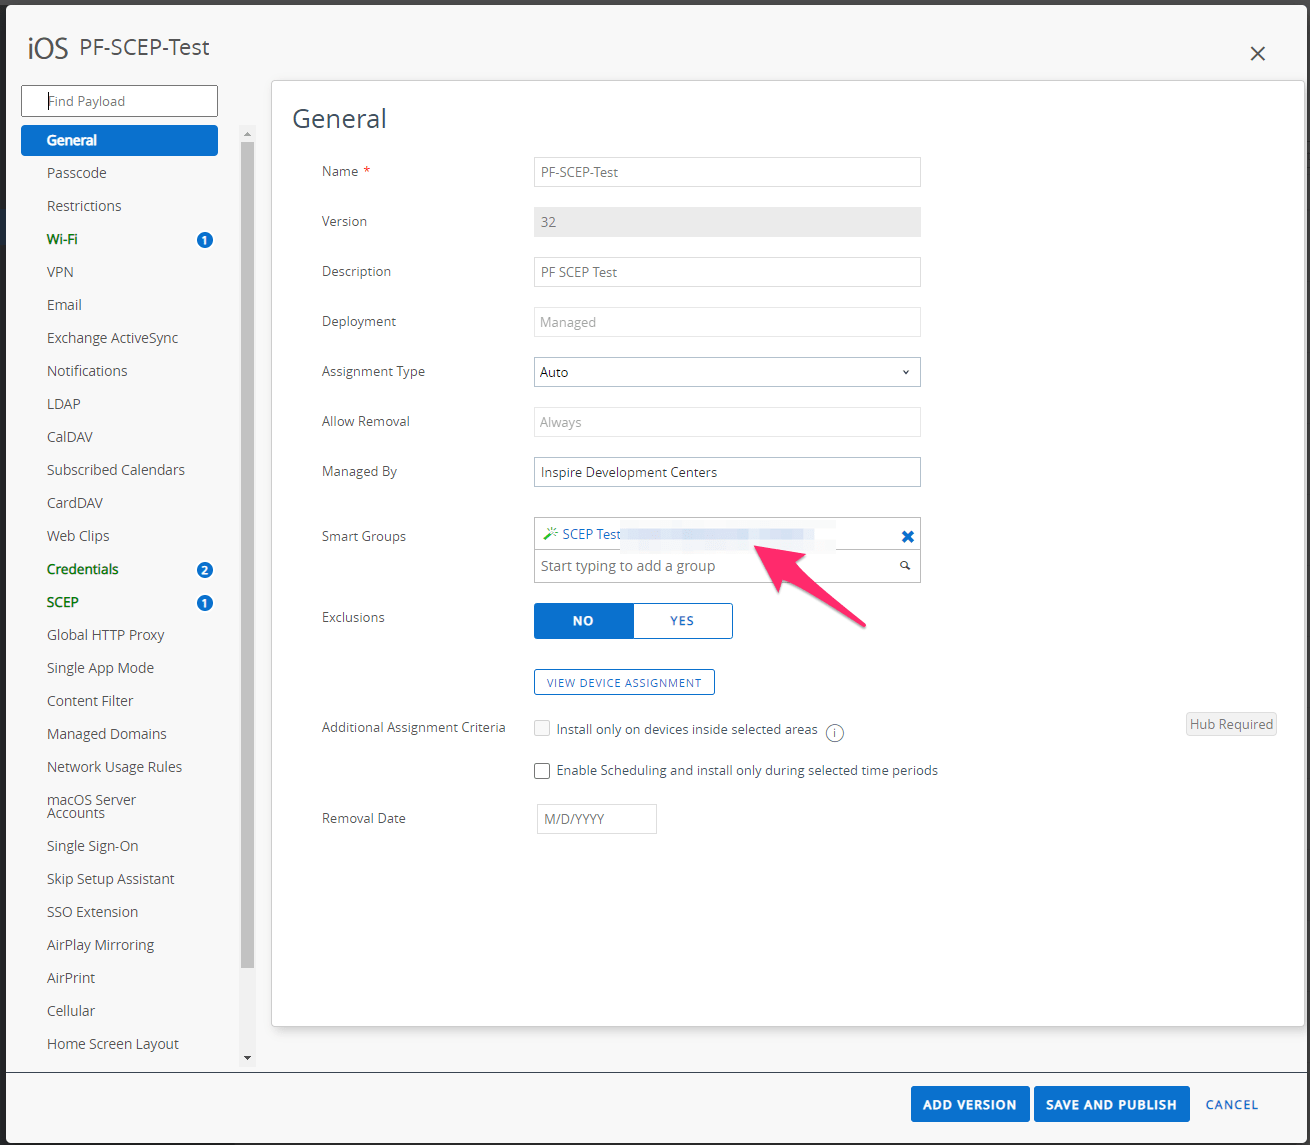 iOS PF-SCEP-Test
Find Payload
General
Passcode
Restrictions
Wi-Fi 1
VPN
Email
Exchange ActiveSync
Notifications
LDAP
CalDAV
Subscribed Calendars
CardDAV
Web Clips
Credentials 2
SCEP 1
Global HTTP Proxy
Single App Mode
Content Filter
Managed Domains
Network Usage Rules
macOS Server
Accounts
Single Sign-On
Skip Setup Assistant
SSO Extension
AirPlay Mirroring
AirPrint
Cellular
Home Screen Layout
General
Name * PF-SCEP-Test
Version 32
Description PF SCEP Test
Deployment Managed
Assignment Type Auto
Allow Removal Always
Managed By Inspire Development Centers
Smart Groups SCEP Test
Start typing to add a group
Exclusions NO YES
VIEW DEVICE ASSIGNMENT
Additional Assignment Criteria Install only on devices inside selected areas i Hub Required
Enable Scheduling and install only during selected time periods
Removal Date M/D/YYYY
ADD VERSION SAVE AND PUBLISH CANCEL